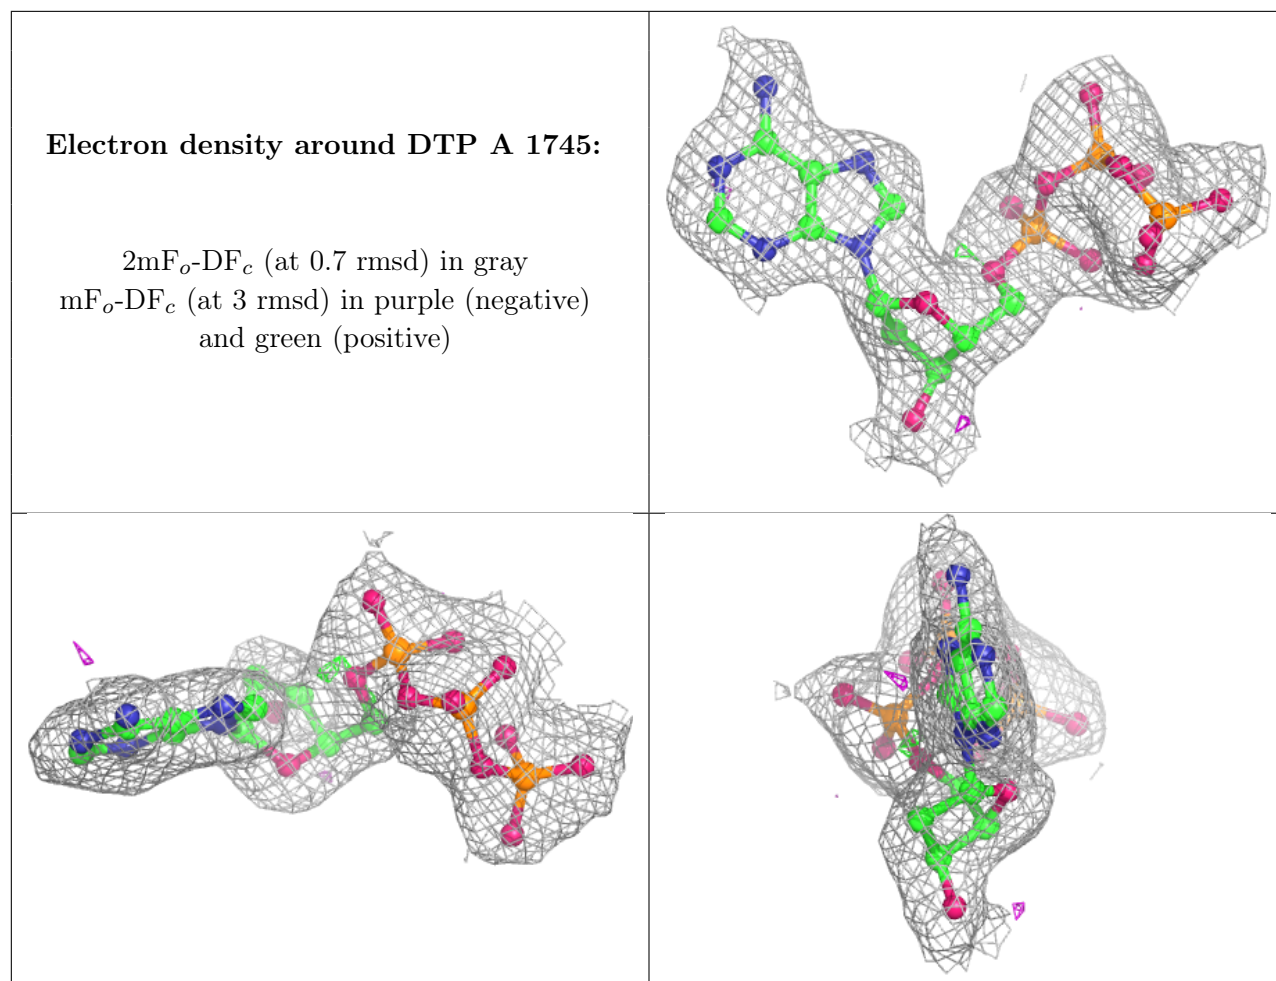 Electron density around DTP A 1745:
2mFo-DFc (at 0.7 rmsd) in gray
mFo-DFc (at 3 rmsd) in purple (negative)
and green (positive)